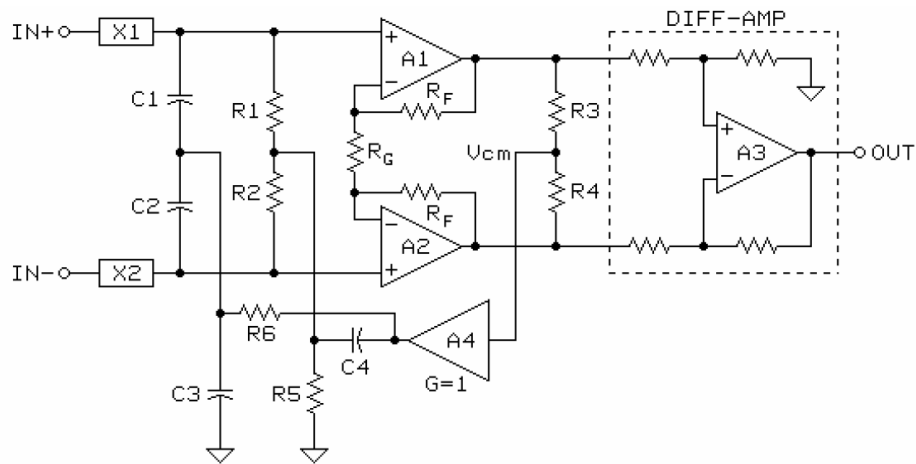 DIFF-AMP
IN+
X1
+
A1
−
C1
R1
RF
R3
RG
Vcm
+
A3
−
OUT
C2
R2
RF
R4
−
A2
+
IN−
X2
R6
A4
C4
G=1
C3
R5